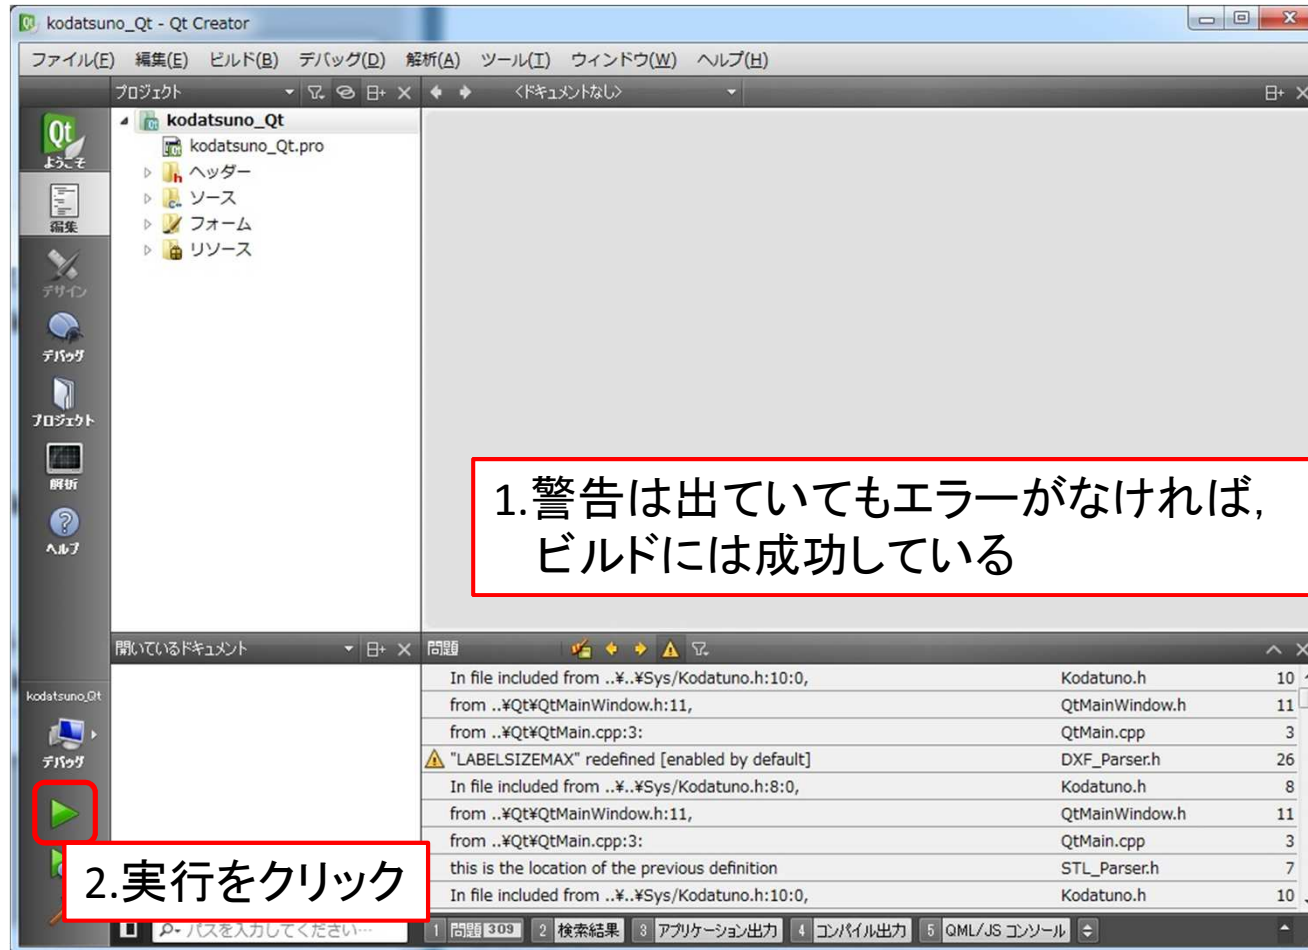 kodatsuno_Qt - Qt Creator
ファイル(F) 編集(E) ビルド(B) デバッグ(D) 解析(A) ツール(T) ウィンドウ(W) ヘルプ(H)
プロジェクト
<ドキュメントなし>
Qt
ようこそ
編集
デザイン
デバッグ
プロジェクト
解析
ヘルプ
kodatsuno_Qt
kodatsuno_Qt.pro
ヘッダー
ソース
フォーム
リソース
1.警告は出ていてもエラーがなければ,
ビルドには成功している
開いているドキュメント
問題
In file included from ..¥..¥Sys/Kodatuno.h:10:0, Kodatuno.h 10
from ..¥Qt¥QtMainWindow.h:11, QtMainWindow.h 11
from ..¥Qt¥QtMain.cpp:3: QtMain.cpp 3
"LABELSIZEMAX" redefined [enabled by default] DXF_Parser.h 26
In file included from ..¥..¥Sys/Kodatuno.h:8:0, Kodatuno.h 8
from ..¥Qt¥QtMainWindow.h:11, QtMainWindow.h 11
from ..¥Qt¥QtMain.cpp:3: QtMain.cpp 3
this is the location of the previous definition STL_Parser.h 7
In file included from ..¥..¥Sys/Kodatuno.h:10:0, Kodatuno.h 10
kodatsuno_Qt
デバッグ
2.実行をクリック
パスを入力してください…
1 問題 309 2 検索結果 3 アプリケーション出力 4 コンパイル出力 5 QML/JS コンソール